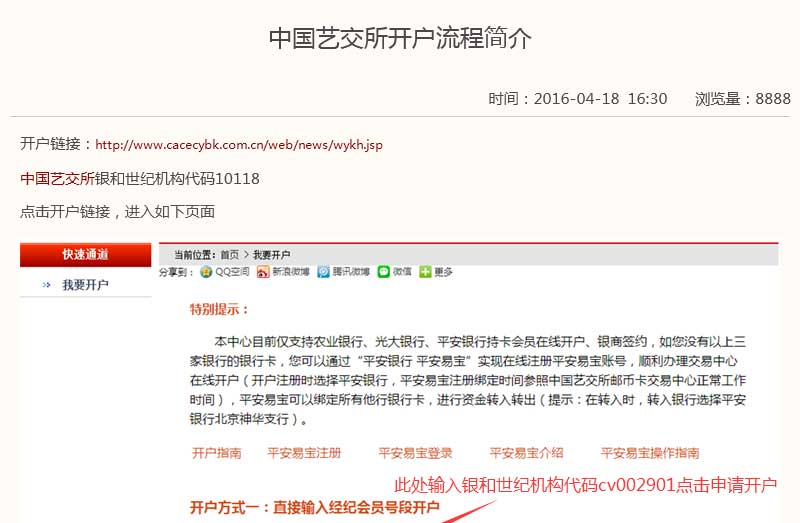 中国艺交所开户流程简介
时间：2016-04-18 16:30 浏览量：8888
开户链接：http://www.cacecybk.com.cn/web/news/wykh.jsp
中国艺交所银和世纪机构代码10118
点击开户链接，进入如下页面
快速通道
我要开户
当前位置：首页 > 我要开户
分享到： QQ空间 新浪微博 腾讯微博 微信 更多
特别提示：
本中心目前仅支持农业银行、光大银行、平安银行持卡会员在线开户、银商签约，如您没有以上三
家银行的银行卡，您可以通过“平安银行 平安易宝”实现在线注册平安易宝账号，顺利办理交易中心
在线开户（开户注册时选择平安银行，平安易宝注册绑定时间参照中国艺交所邮币卡交易中心正常工作
时间），平安易宝可以绑定所有他行银行卡，进行资金转入转出（提示：在转入时，转入银行选择平安
银行北京神华支行）。
开户指南 平安易宝注册 平安易宝登录 平安易宝介绍 平安易宝操作指南
此处输入银和世纪机构代码cv002901点击申请开户
开户方式一：直接输入经纪会员号段开户